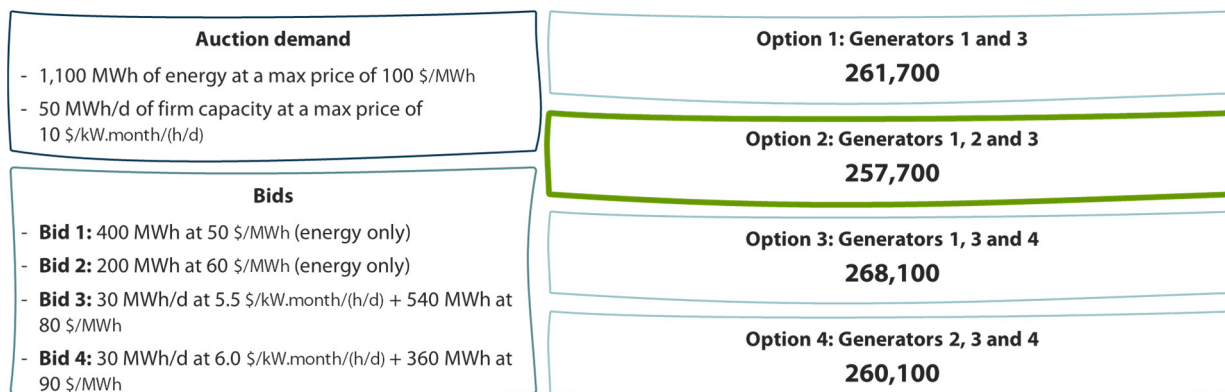 Auction demand
- 1,100 MWh of energy at a max price of 100 $/MWh
- 50 MWh/d of firm capacity at a max price of
10 $/kW.month/(h/d)
Bids
- Bid 1: 400 MWh at 50 $/MWh (energy only)
- Bid 2: 200 MWh at 60 $/MWh (energy only)
- Bid 3: 30 MWh/d at 5.5 $/kW.month/(h/d) + 540 MWh at
80 $/MWh
- Bid 4: 30 MWh/d at 6.0 $/kW.month/(h/d) + 360 MWh at
90 $/MWh
Option 1: Generators 1 and 3
261,700
Option 2: Generators 1, 2 and 3
257,700
Option 3: Generators 1, 3 and 4
268,100
Option 4: Generators 2, 3 and 4
260,100